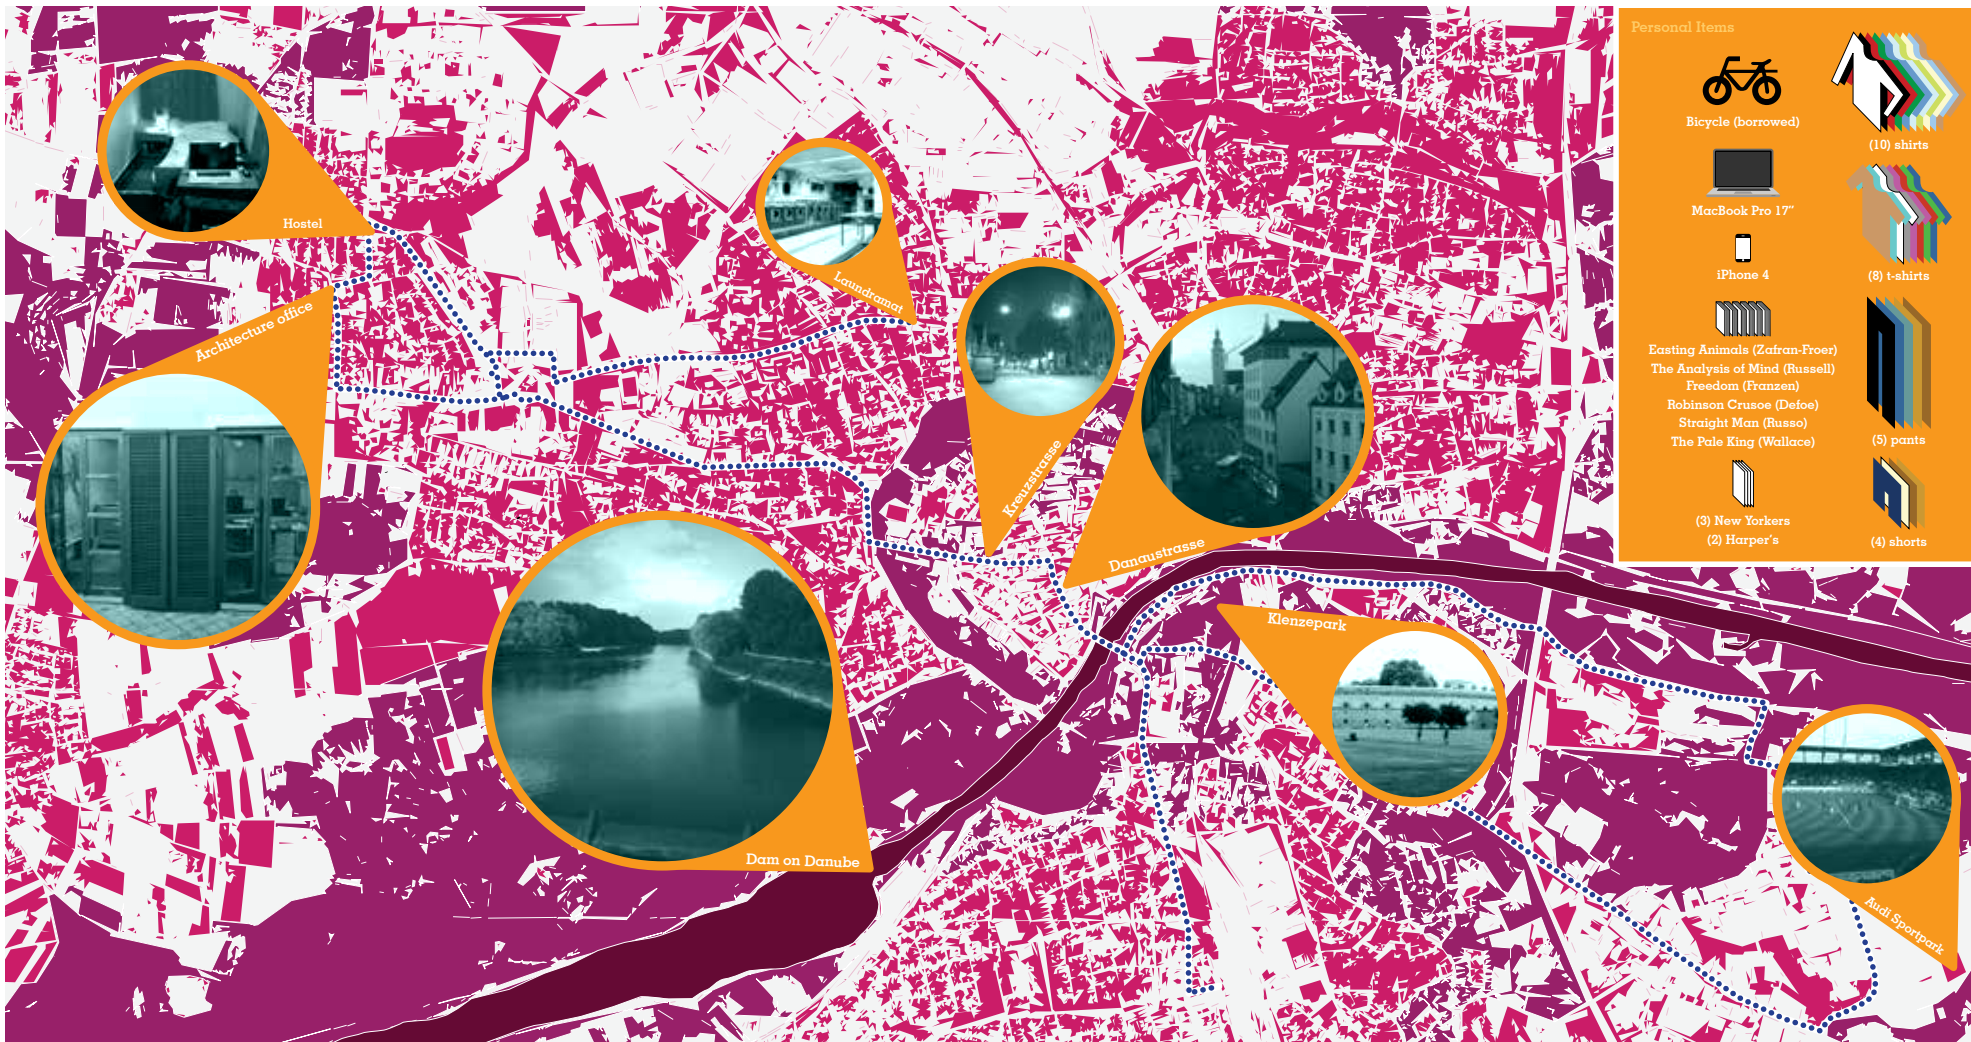 Personal Items
Bicycle (borrowed)
(10) shirts
MacBook Pro 17"
iPhone 4
(8) t-shirts
Easting Animals (Zafran-Froer)
The Analysis of Mind (Russell)
Freedom (Franzen)
Robinson Crusoe (Defoe)
Straight Man (Russo)
The Pale King (Wallace)
(5) pants
(3) New Yorkers
(2) Harper's
(4) shorts
Hostel
Laundramat
Architecture office
Kreuzstrasse
Danaustrasse
Klenzepark
Dam on Danube
Audi Sportpark